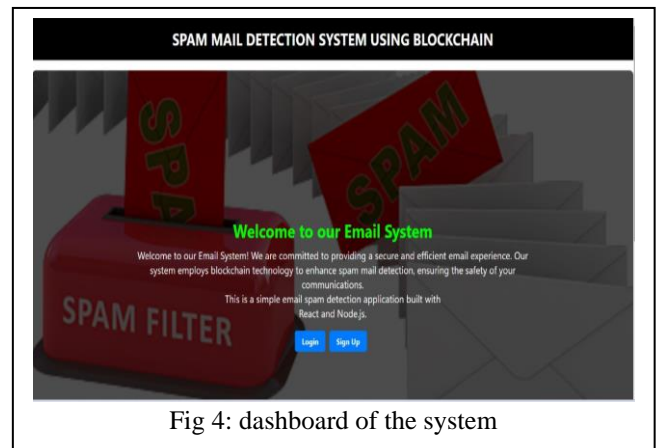 SPAM MAIL DETECTION SYSTEM USING BLOCKCHAIN
SPA
SPAM
Welcome to our Email System
Welcome to our Email System! We are committed to providing a secure and efficient email experience. Our
system employs blockchain technology to enhance spam mail detection, ensuring the safety of your
communications.
This is a simple email spam detection application built with
React and Node.js.
SPAM FILTER
Login Sign Up
Fig 4: dashboard of the system